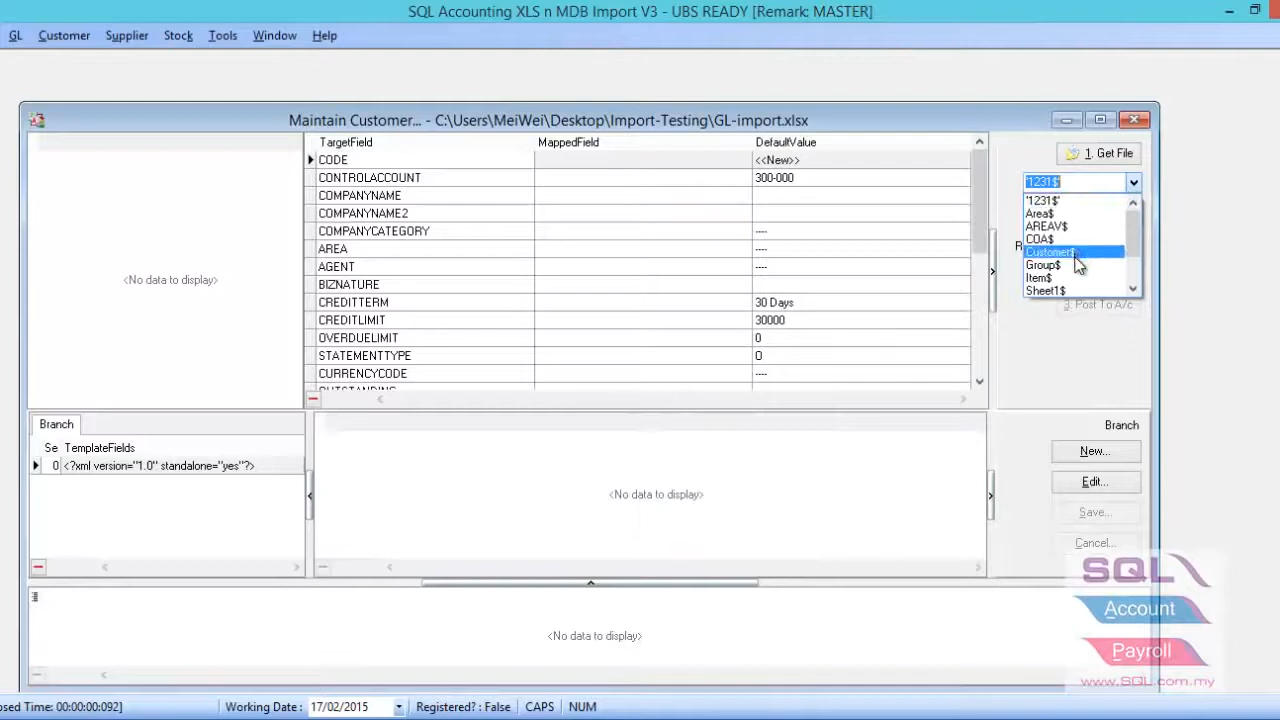 SQL Accounting XLS n MDB Import V3 - UBS READY [Remark: MASTER]
GL Customer Supplier Stock Tools Window Help
Maintain Customer... - C:\Users\MeiWei\Desktop\Import-Testing\GL-import.xlsx
TargetField MappedField DefaultValue
CODE <<New>>
CONTROLACCOUNT 300-000
COMPANYNAME
COMPANYNAME2
COMPANYCATEGORY ----
AREA ----
AGENT ----
BIZNATURE
CREDITTERM 30 Days
CREDITLIMIT 30000
OVERDUELIMIT 0
STATEMENTTYPE O
CURRENCYCODE ----
OUTSTANDING
<No data to display>
1. Get File
'1231$'
'1231$'
Area$
AREAV$
COA$
Customer$
Group$
Item$
Sheet1$
R
3. Post To A/c
Branch
Se TemplateFields
0 <?xml version="1.0" standalone="yes"?>
<No data to display>
Branch
New...
Edit...
Save...
Cancel...
<No data to display>
SQL
Account
Payroll
www.SQL.com.my
osed Time: 00:00:00:092] Working Date : 17/02/2015 Registered? : False CAPS NUM